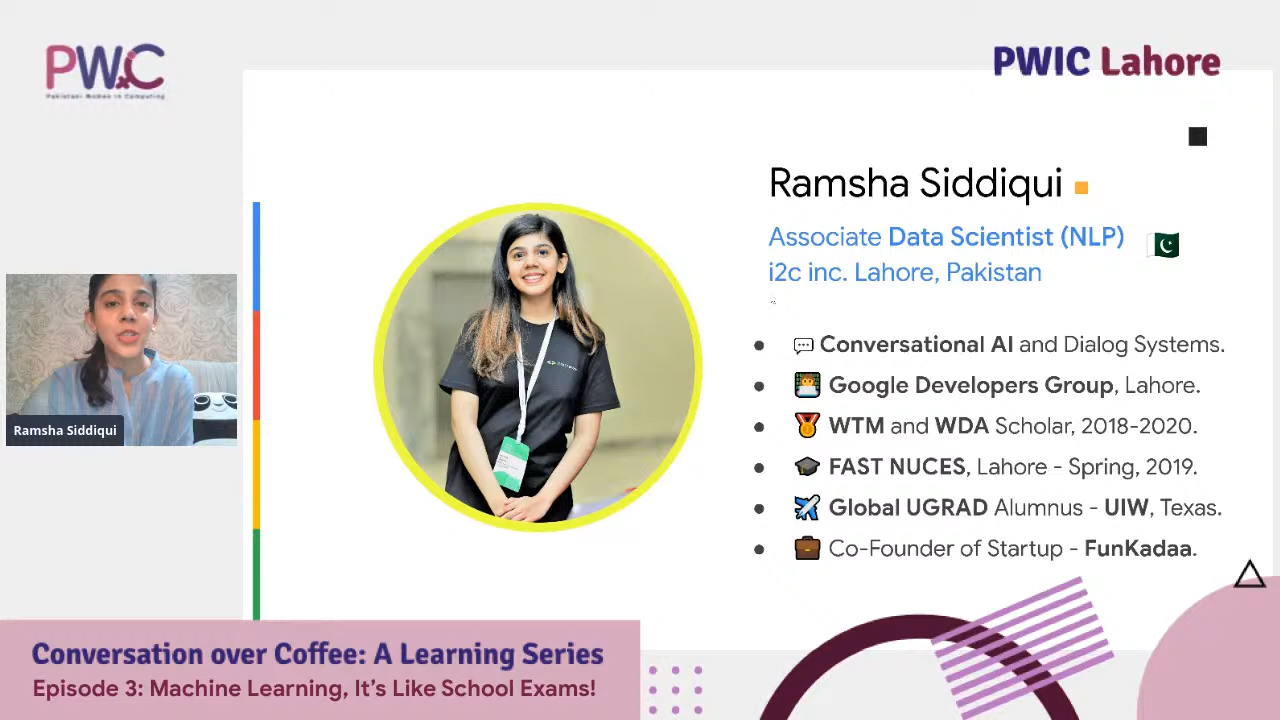 PWiC
Pakistani Women in Computing
PWIC Lahore
Ramsha Siddiqui
Associate Data Scientist (NLP)
i2c inc. Lahore, Pakistan
Conversational AI and Dialog Systems.
Google Developers Group, Lahore.
WTM and WDA Scholar, 2018-2020.
FAST NUCES, Lahore - Spring, 2019.
Global UGRAD Alumnus - UIW, Texas.
Co-Founder of Startup - FunKadaa.
Ramsha Siddiqui
Conversation over Coffee: A Learning Series
Episode 3: Machine Learning, It's Like School Exams!